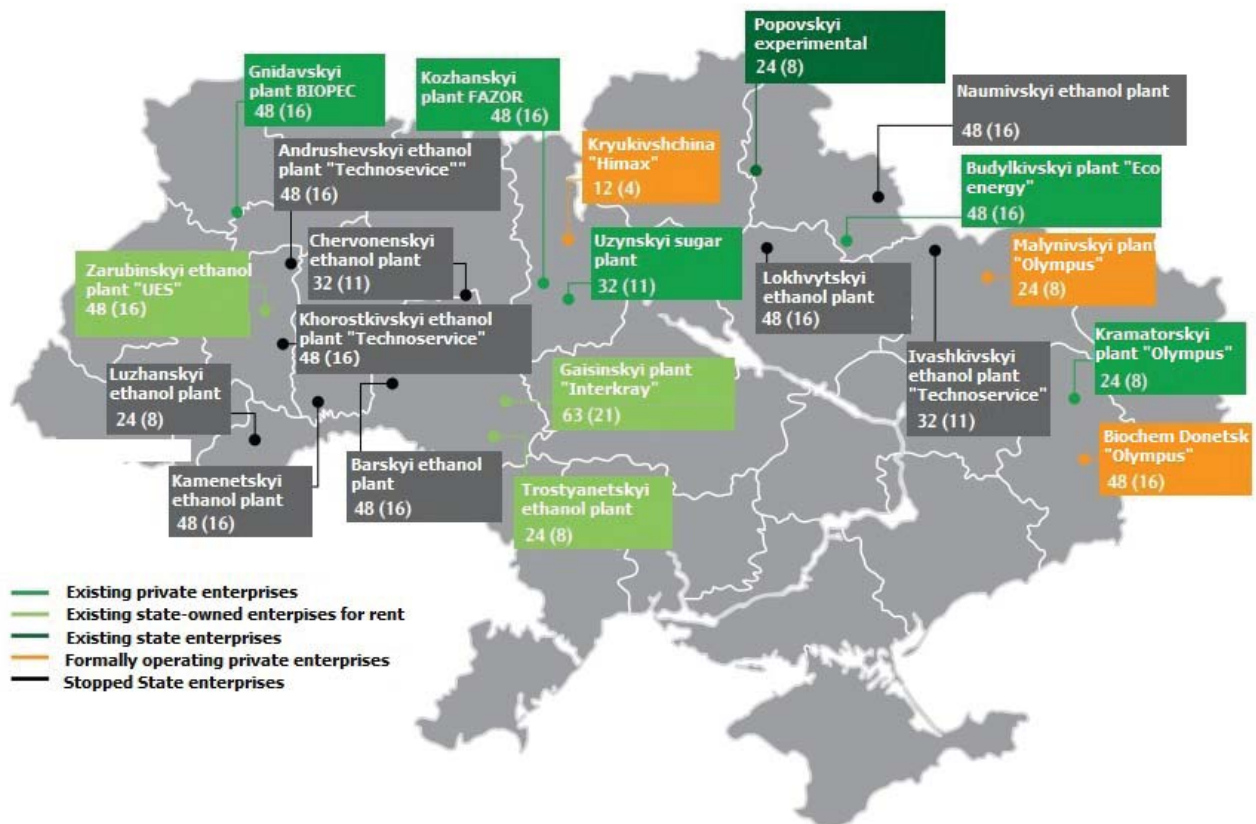 Popovskyi
experimental
24 (8)
Gnidavskyi
plant BIOPEC
48 (16)
Kozhanskyi
plant FAZOR
48 (16)
Naumivskyi ethanol plant
48 (16)
Andrushevskyi ethanol
plant "Technosevice""
48 (16)
Kryukivshchina
"Himax"
12 (4)
Budylkivskyi plant "Eco
energy"
48 (16)
Chervonenskyi
ethanol plant
32 (11)
Uzynskyi sugar
plant
32 (11)
Lokhvytskyi
ethanol plant
48 (16)
Malynivskyi plant
"Olympus"
24 (8)
Zarubinskyi ethanol
plant "UES"
48 (16)
Khorostkivskyi ethanol
plant "Technoservice"
48 (16)
Kramatorskyi
plant "Olympus"
24 (8)
Luzhanskyi
ethanol plant
24 (8)
Gaisinskyi plant
"Interkray"
63 (21)
Ivashkivskyi
ethanol plant
"Technoservice"
32 (11)
Biochem Donetsk
"Olympus"
48 (16)
Kamenetskyi
ethanol plant
48 (16)
Barskyi ethanol
plant
48 (16)
Trostyanetskyi
ethanol plant
24 (8)
Existing private enterprises
Existing state-owned enterpises for rent
Existing state enterprises
Formally operating private enterprises
Stopped State enterprises